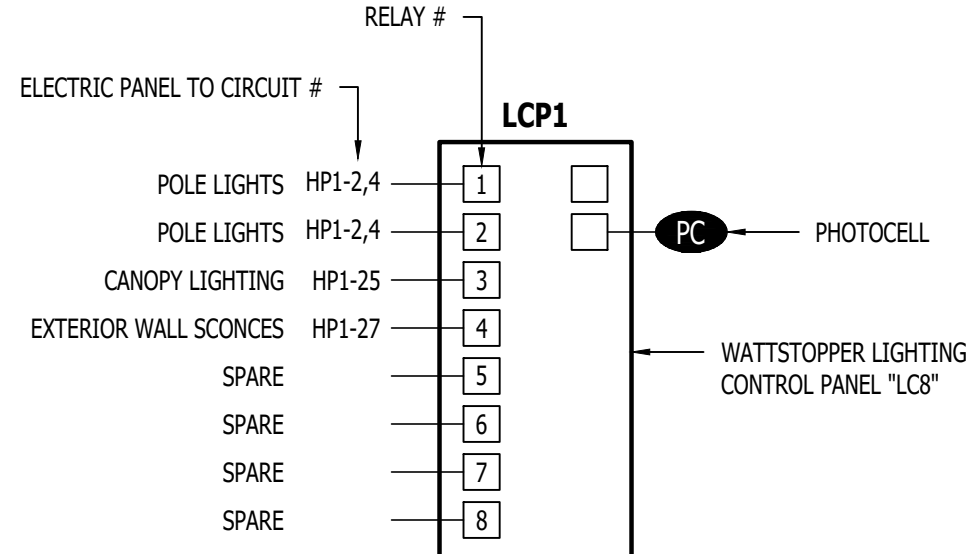 RELAY #
ELECTRIC PANEL TO CIRCUIT #
LCP1
POLE LIGHTS HP1-2,4 1
POLE LIGHTS HP1-2,4 2 PC PHOTOCELL
CANOPY LIGHTING HP1-25 3
EXTERIOR WALL SCONCES HP1-27 4
WATTSTOPPER LIGHTING
CONTROL PANEL "LC8"
SPARE 5
SPARE 6
SPARE 7
SPARE 8